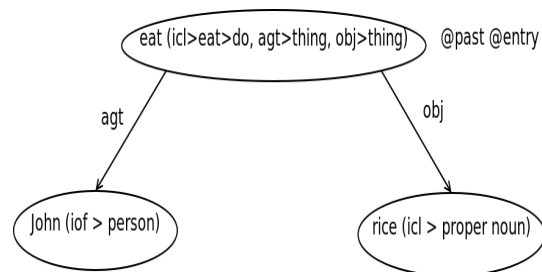 eat (icl>eat>do, agt>thing, obj>thing) @past @entry
agt
obj
John (iof > person)
rice (icl > proper noun)